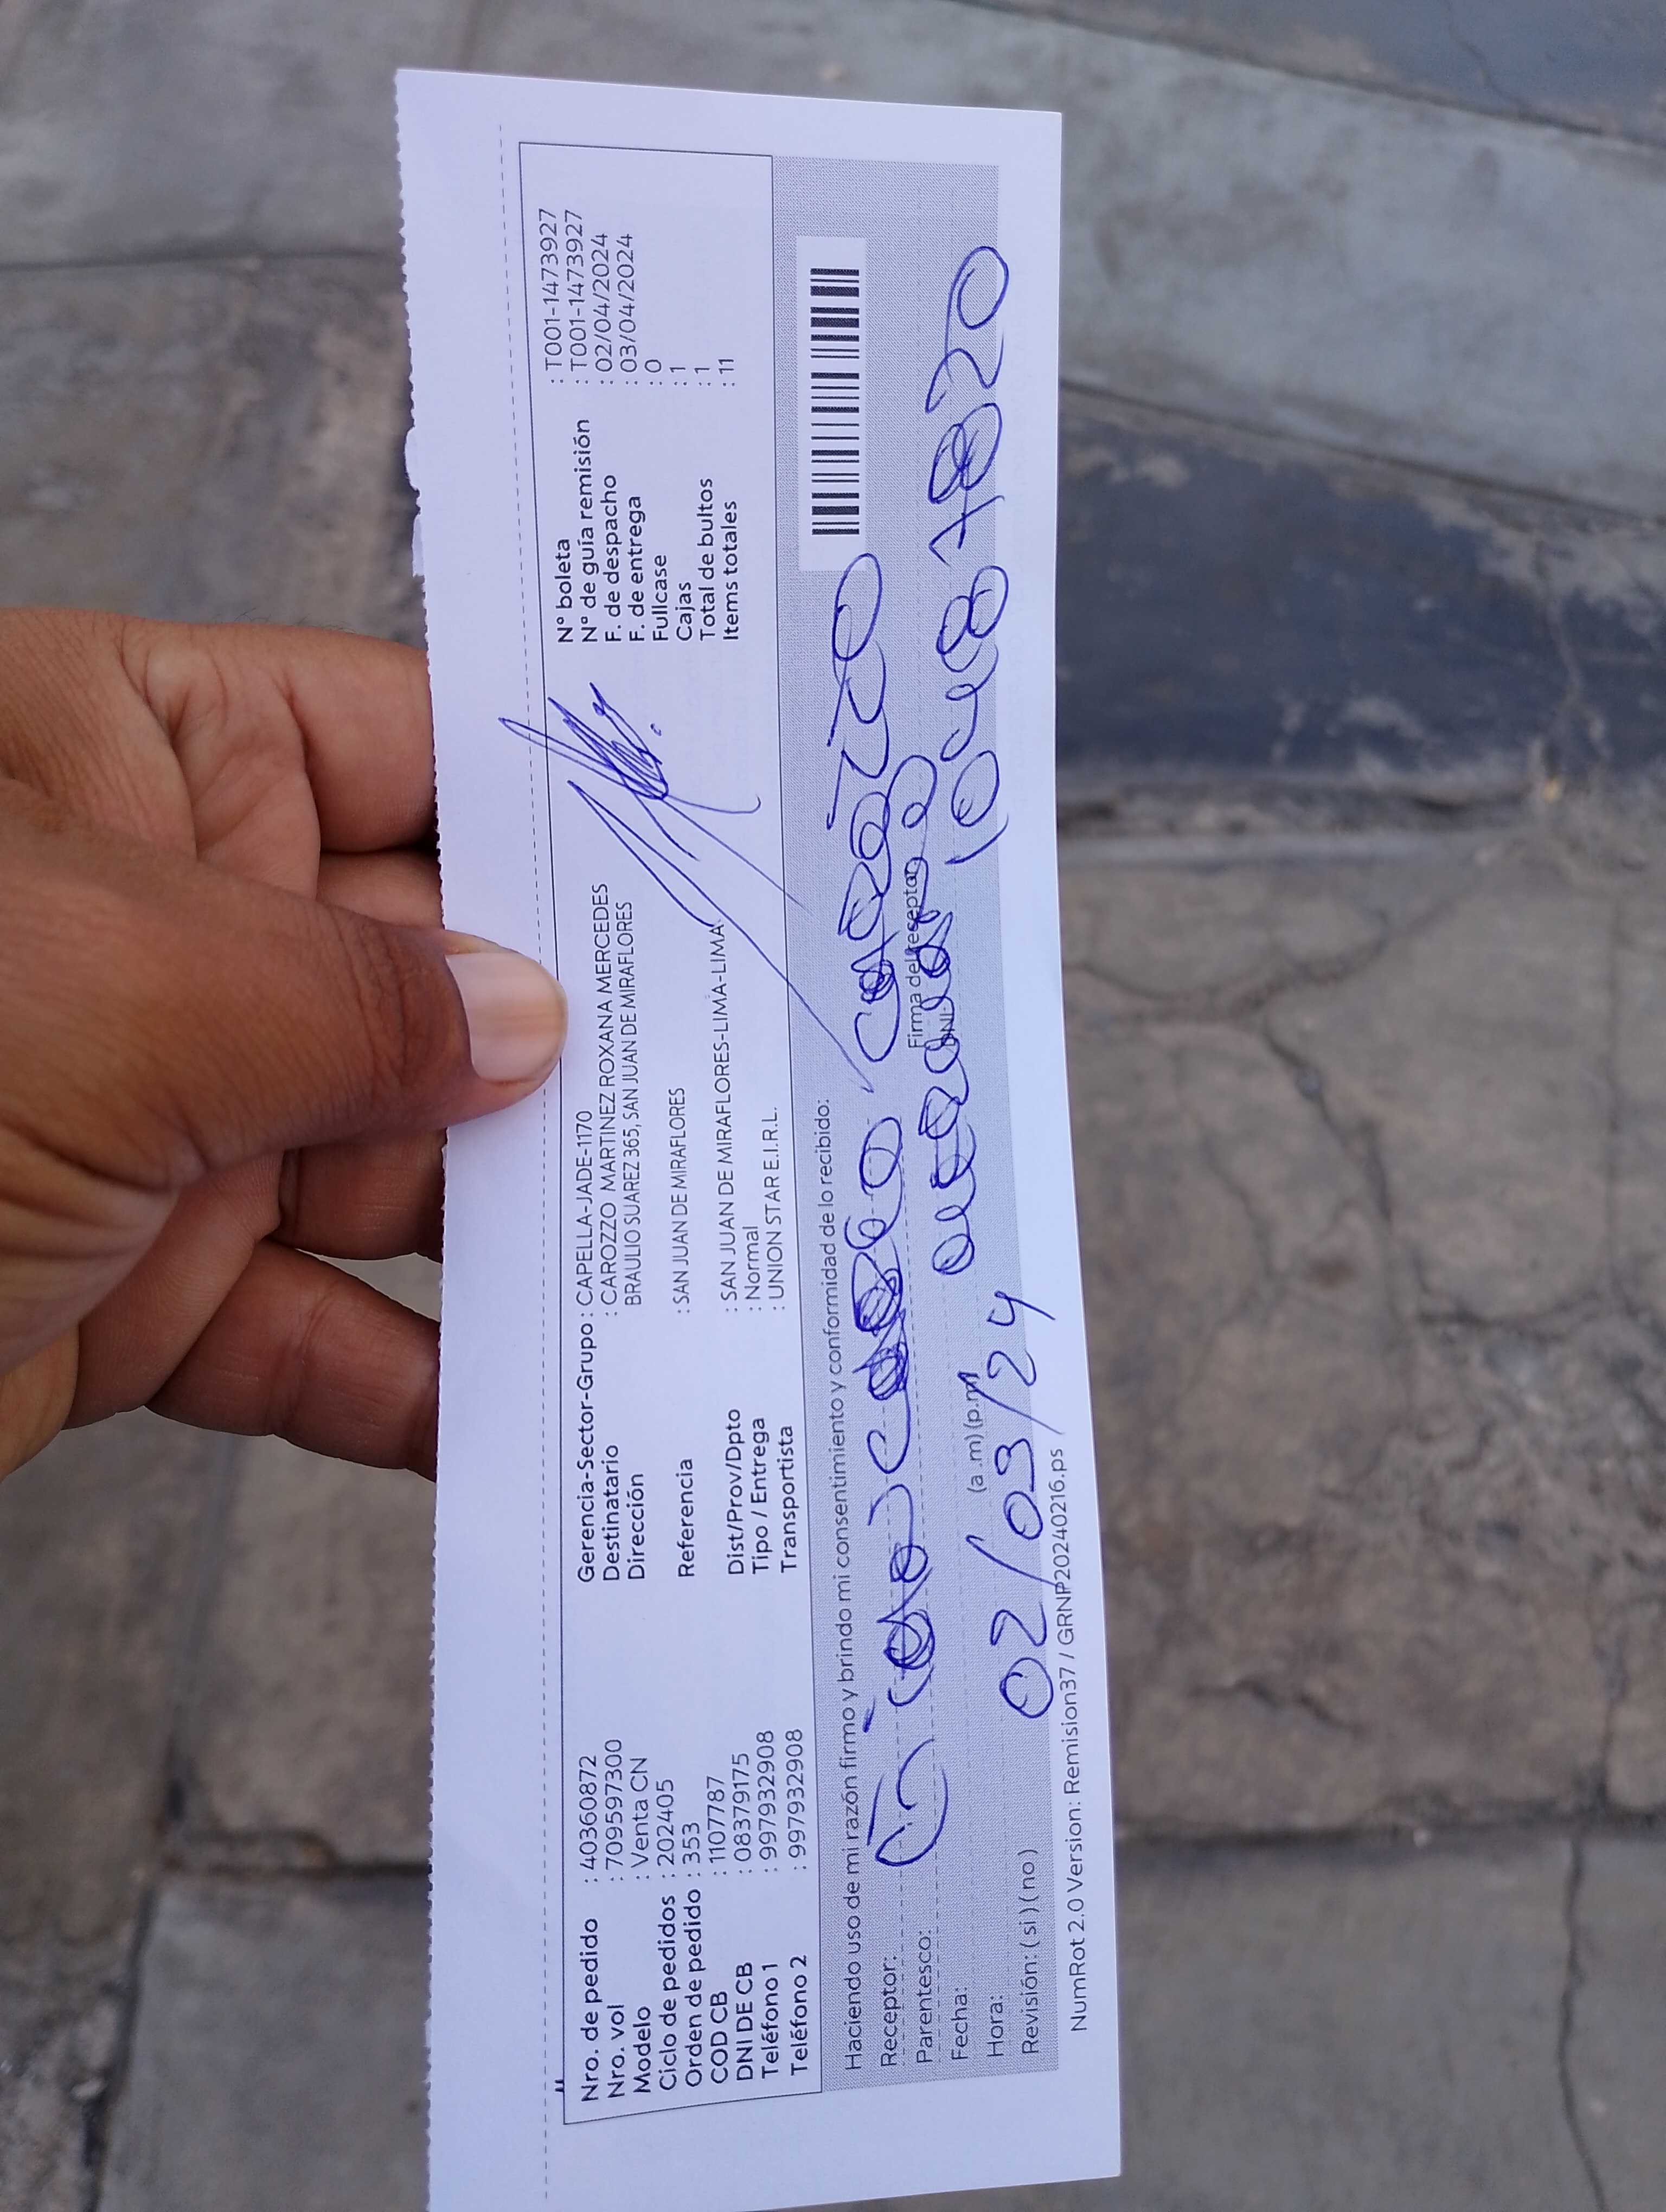 Nro. de pedido : 40360872
Nro. vol : 709597300
Modelo : Venta CN
Ciclo de pedidos : 202405
Orden de pedido : 353
COD CB : 1107787
DNI DE CB : 08379175
Teléfono 1 : 997932908
Teléfono 2 : 997932908
Gerencia-Sector-Grupo : CAPELLA-JADE-1170
Destinatario : CAROZZO MARTINEZ ROXANA MERCEDES
Dirección BRAULIO SUAREZ 365, SAN JUAN DE MIRAFLORES
Referencia : SAN JUAN DE MIRAFLORES
Dist/Prov/Dpto : SAN JUAN DE MIRAFLORES-LIMA-LIMA
Tipo / Entrega : Normal
Transportista : UNION STAR E.I.R.L.
N° boleta : T001-1473927
N° de guía remisión : T001-1473927
F. de despacho : 02/04/2024
F. de entrega : 03/04/2024
Fullcase : 0
Cajas : 1
Total de bultos : 1
Items totales : 11
Haciendo uso de mi razón firmo y brindo mi consentimiento y conformidad de lo recibido:
Receptor:
Parentesco:
Fecha:
Hora: (a.m) (p.m)
02/03/24
Revisión: (si) (no)
Firma del receptor
DNI:
NumRot 2.0 Version: Remision37 / GRNP20240216.ps